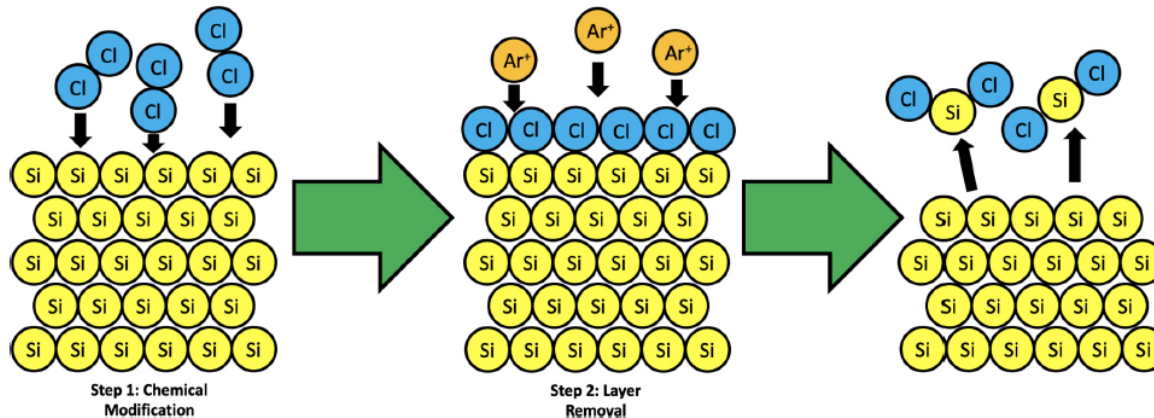 Cl
Cl Cl
Cl Cl
Cl
Si Si Si Si Si Si
Si Si Si Si Si
Si Si Si Si Si Si
Si Si Si Si Si
Si Si Si Si Si Si
Step 1: Chemical
Modification
Ar⁺ Ar⁺ Ar⁺
Cl Cl Cl Cl Cl Cl
Si Si Si Si Si Si
Si Si Si Si Si
Si Si Si Si Si Si
Si Si Si Si Si
Si Si Si Si Si Si
Step 2: Layer
Removal
Cl Si Cl
Cl Si Cl
Si Si Si Si Si
Si Si Si Si Si Si
Si Si Si Si Si
Si Si Si Si Si Si